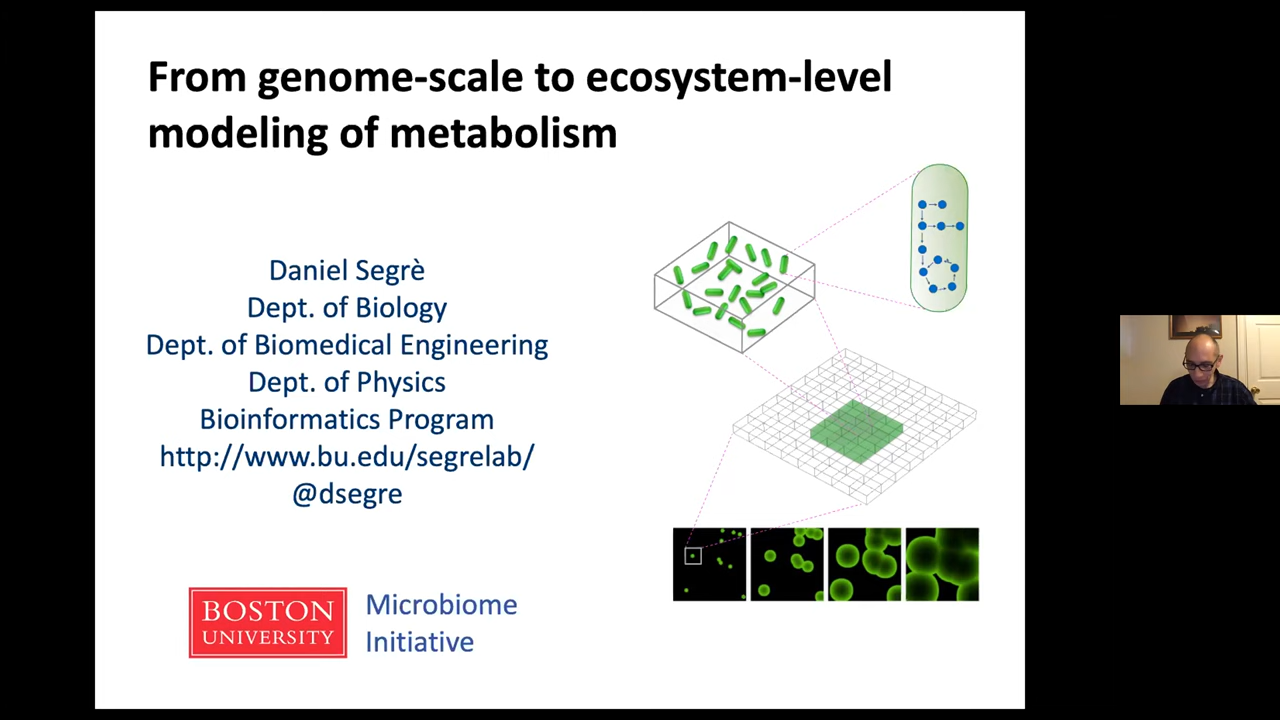 From genome-scale to ecosystem-level
modeling of metabolism
Daniel Segrè
Dept. of Biology
Dept. of Biomedical Engineering
Dept. of Physics
Bioinformatics Program
http://www.bu.edu/segrelab/
@dsegre
BOSTON
UNIVERSITY
Microbiome
Initiative